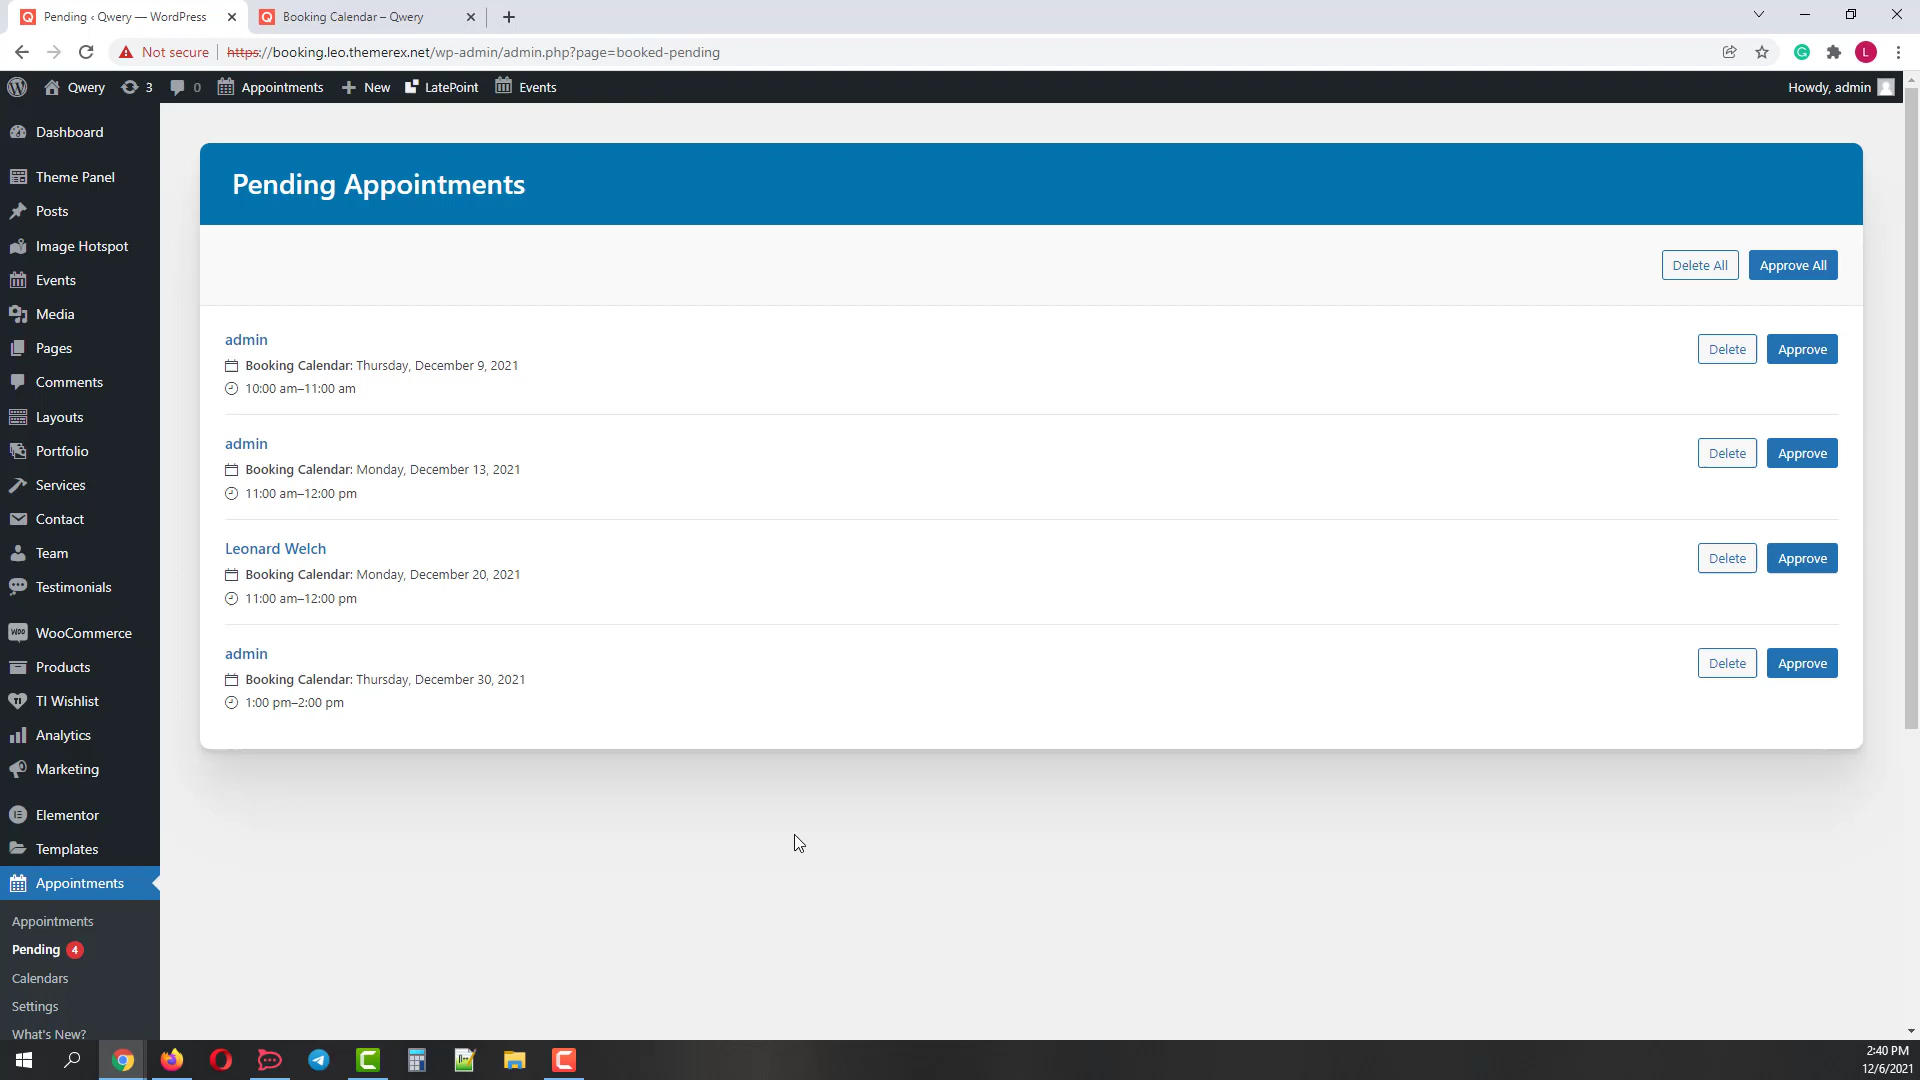 Pending ‹ Qwery — WordPress
Booking Calendar – Qwery
Not secure
https://booking.leo.themerex.net/wp-admin/admin.php?page=booked-pending
L
Qwery
3
0
Appointments
New
LatePoint
Events
Howdy, admin
Dashboard
Theme Panel
Posts
Image Hotspot
Events
Media
Pages
Comments
Layouts
Portfolio
Services
Contact
Team
Testimonials
WooCommerce
Products
TI Wishlist
Analytics
Marketing
Elementor
Templates
Appointments
Appointments
Pending 4
Calendars
Settings
What's New?
Pending Appointments
Delete All
Approve All
admin
Booking Calendar: Thursday, December 9, 2021
10:00 am–11:00 am
Delete
Approve
admin
Booking Calendar: Monday, December 13, 2021
11:00 am–12:00 pm
Delete
Approve
Leonard Welch
Booking Calendar: Monday, December 20, 2021
11:00 am–12:00 pm
Delete
Approve
admin
Booking Calendar: Thursday, December 30, 2021
1:00 pm–2:00 pm
Delete
Approve
2:40 PM
12/6/2021